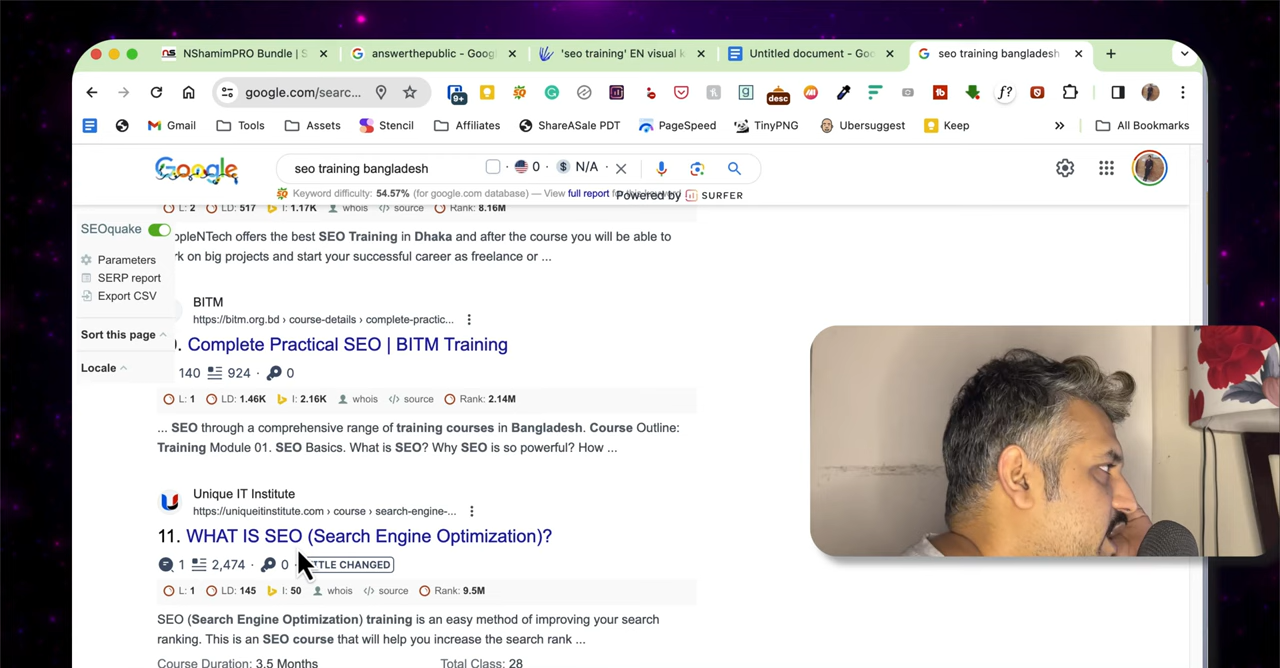 NShamimPRO Bundle | S
answerthepublic - Goog
'seo training' EN visual k
Untitled document - Goo
seo training bangladesh
google.com/searc...
9+
desc
f?
Gmail
Tools
Assets
Stencil
Affiliates
ShareASale PDT
PageSpeed
TinyPNG
Ubersuggest
Keep
»
All Bookmarks
Google
seo training bangladesh
0 · $ N/A ·
Keyword difficulty: 54.57% (for google.com database) — View full report for this keyword
Powered by SURFER
SEOquake
Parameters
SERP report
Export CSV
Sort this page
Locale
L: 2 LD: 517 I: 1.17K whois </> source Rank: 8.16M
opleNTech offers the best SEO Training in Dhaka and after the course you will be able to
rk on big projects and start your successful career as freelance or ...
BITM
https://bitm.org.bd › course-details › complete-practic...
). Complete Practical SEO | BITM Training
140 924 · 0
L: 1 LD: 1.46K I: 2.16K whois </> source Rank: 2.14M
... SEO through a comprehensive range of training courses in Bangladesh. Course Outline:
Training Module 01. SEO Basics. What is SEO? Why SEO is so powerful? How ...
Unique IT Institute
https://uniqueitinstitute.com › course › search-engine-...
11. WHAT IS SEO (Search Engine Optimization)?
1 2,474 · 0 · TLE CHANGED
L: 1 LD: 145 I: 50 whois </> source Rank: 9.5M
SEO (Search Engine Optimization) training is an easy method of improving your search
ranking. This is an SEO course that will help you increase the search rank ...
Course Duration: 3.5 Months Total Class: 28